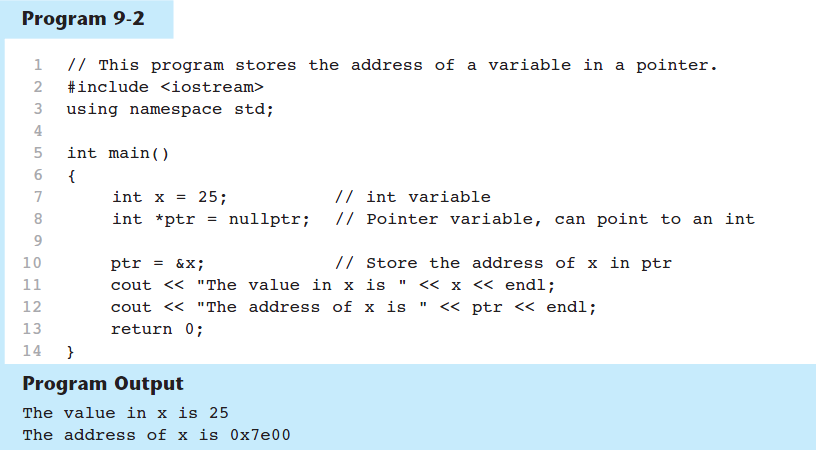 Program 9-2
1 // This program stores the address of a variable in a pointer.
2 #include <iostream>
3 using namespace std;
4
5 int main()
6 {
7 int x = 25; // int variable
8 int *ptr = nullptr; // Pointer variable, can point to an int
9
10 ptr = &x; // Store the address of x in ptr
11 cout << "The value in x is " << x << endl;
12 cout << "The address of x is " << ptr << endl;
13 return 0;
14 }
Program Output
The value in x is 25
The address of x is 0x7e00